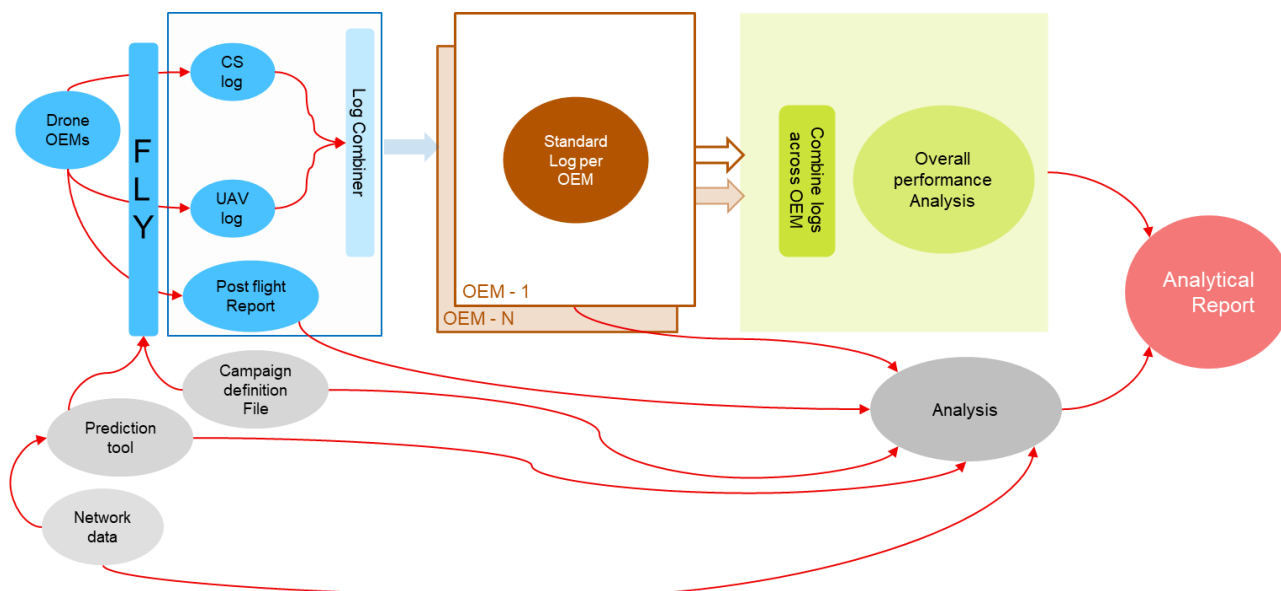 Drone
OEMs
F
L
Y
CS
log
UAV
log
Post flight
Report
Log Combiner
Standard
Log per
OEM
OEM - 1
OEM - N
Combine logs
across OEM
Overall
performance
Analysis
Analytical
Report
Campaign
definition
File
Prediction
tool
Network
data
Analysis